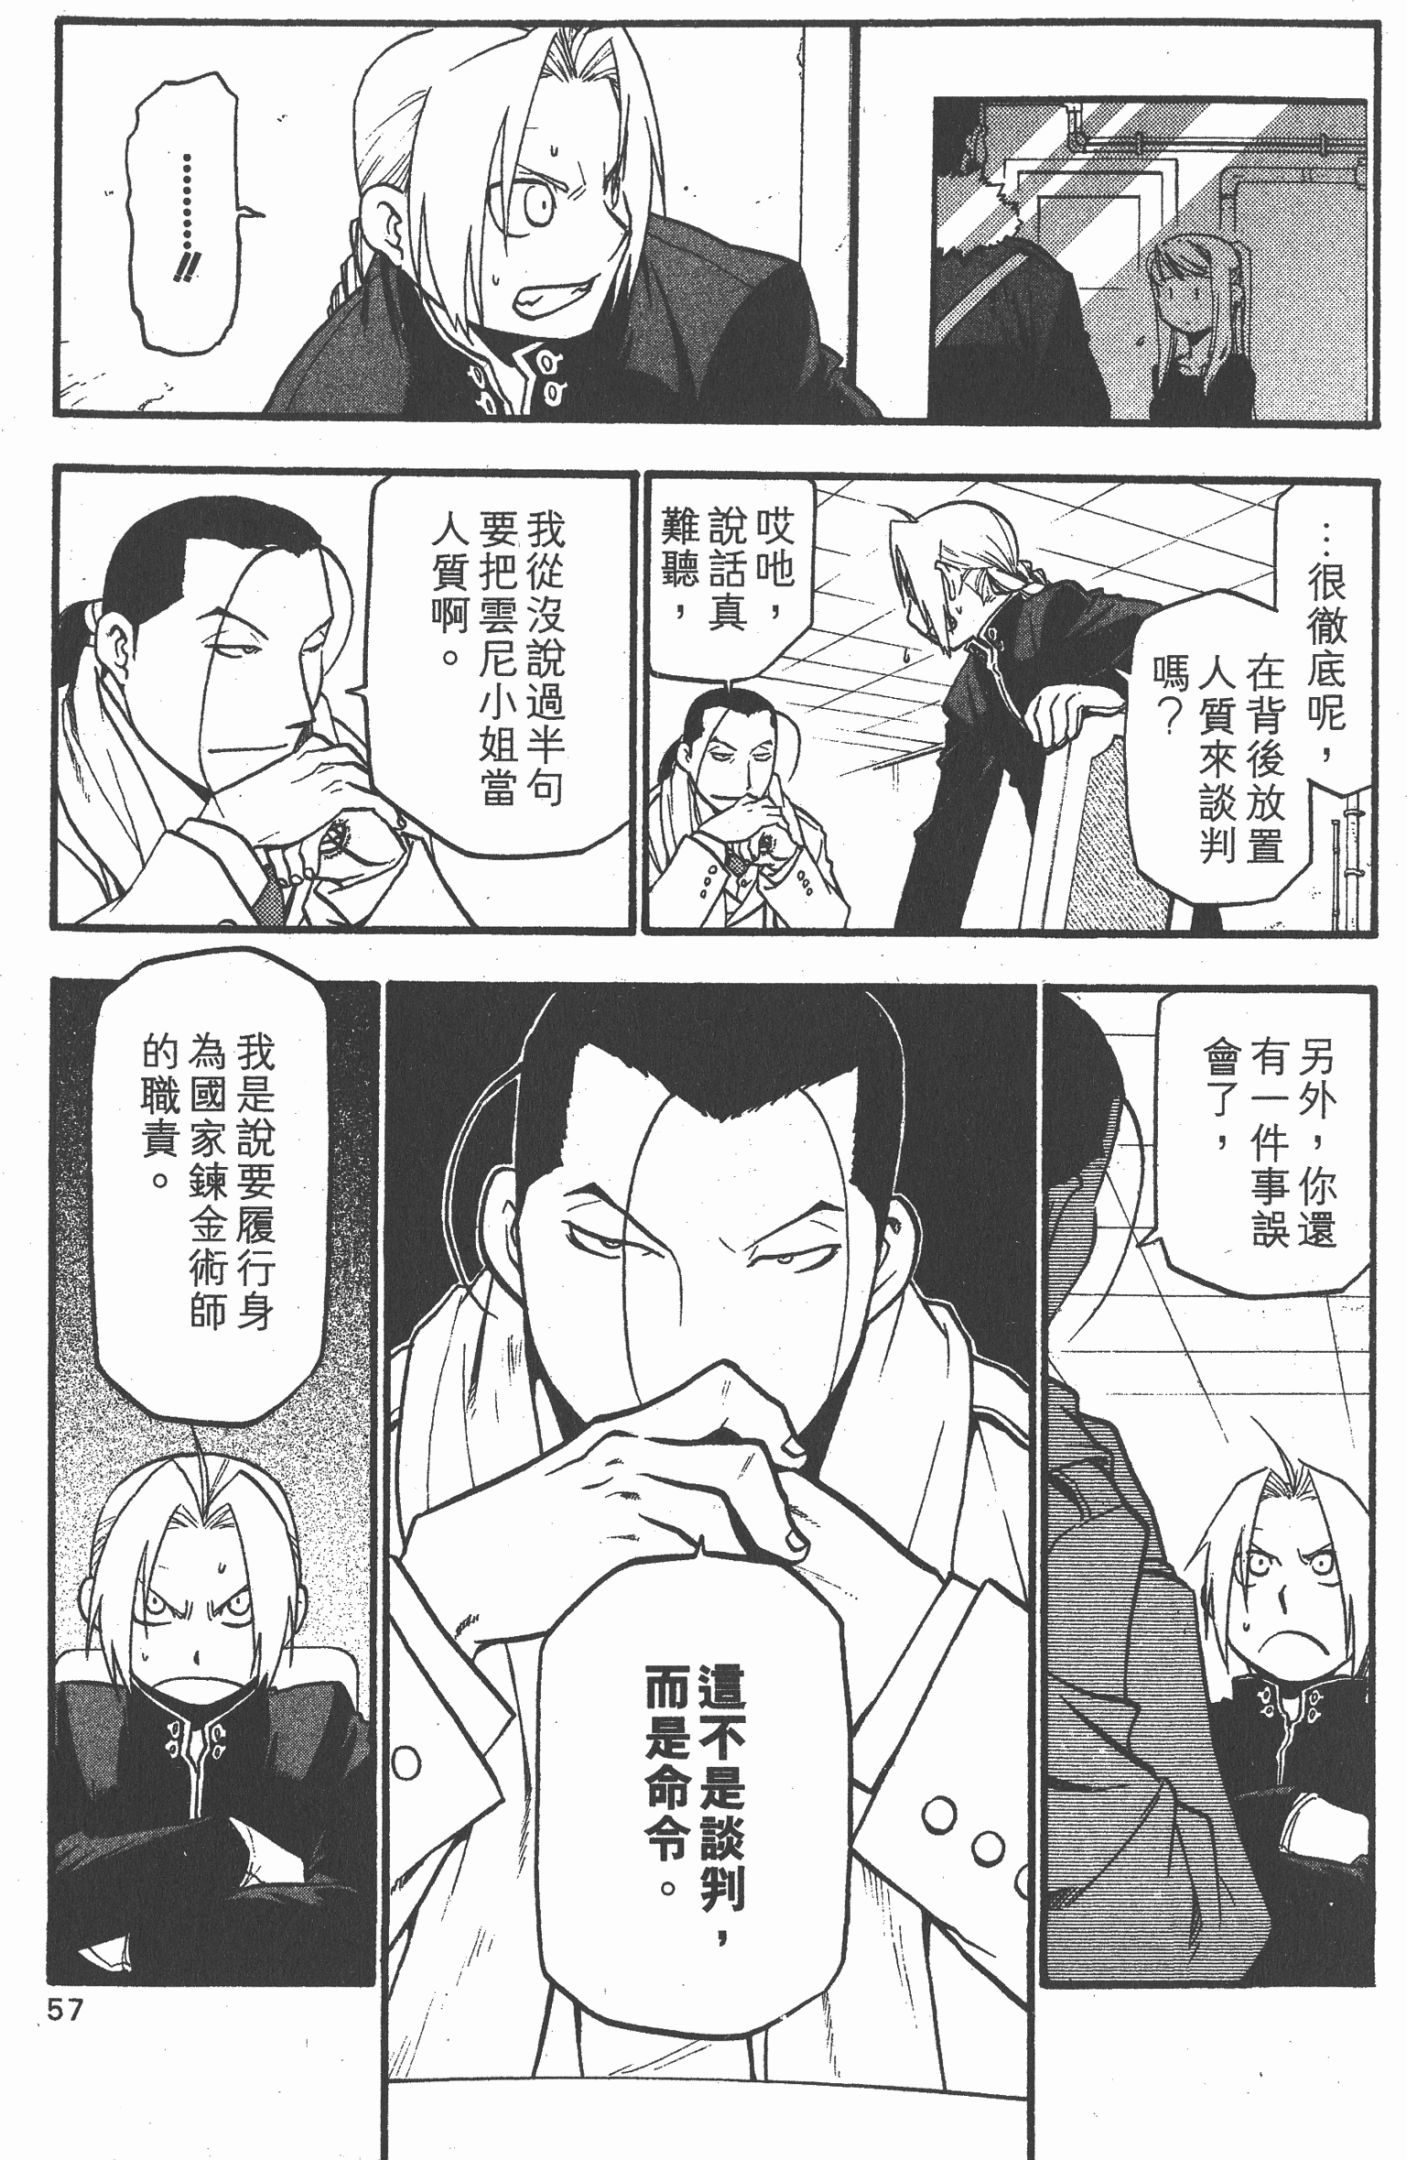 ………!!
…很徹底呢，
在背後放置
人質來談判
嗎？
哎吔，
說話真
難聽，
我從沒說過半句
要把雲尼小姐當
人質啊。
另外，你還
有一件事誤
會了，
這不是談判，
而是命令。
我是說要履行身
為國家鍊金術師
的職責。
57